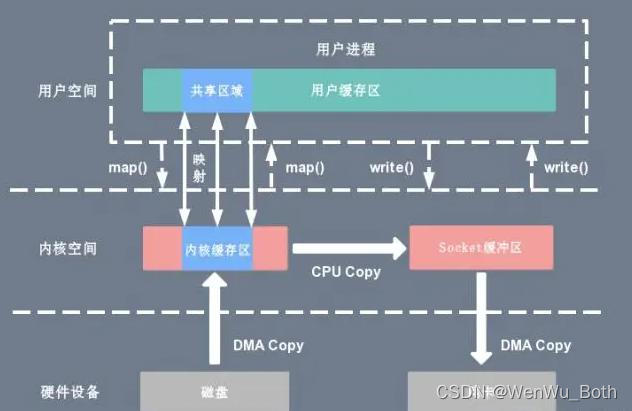 用户进程
用户空间
共享区域
用户缓存区
map()
映射
map()
write()
write()
内核空间
内核缓存区
CPU Copy
Socket缓冲区
DMA Copy
DMA Copy
硬件设备
磁盘
CSDN @WenWu_Both